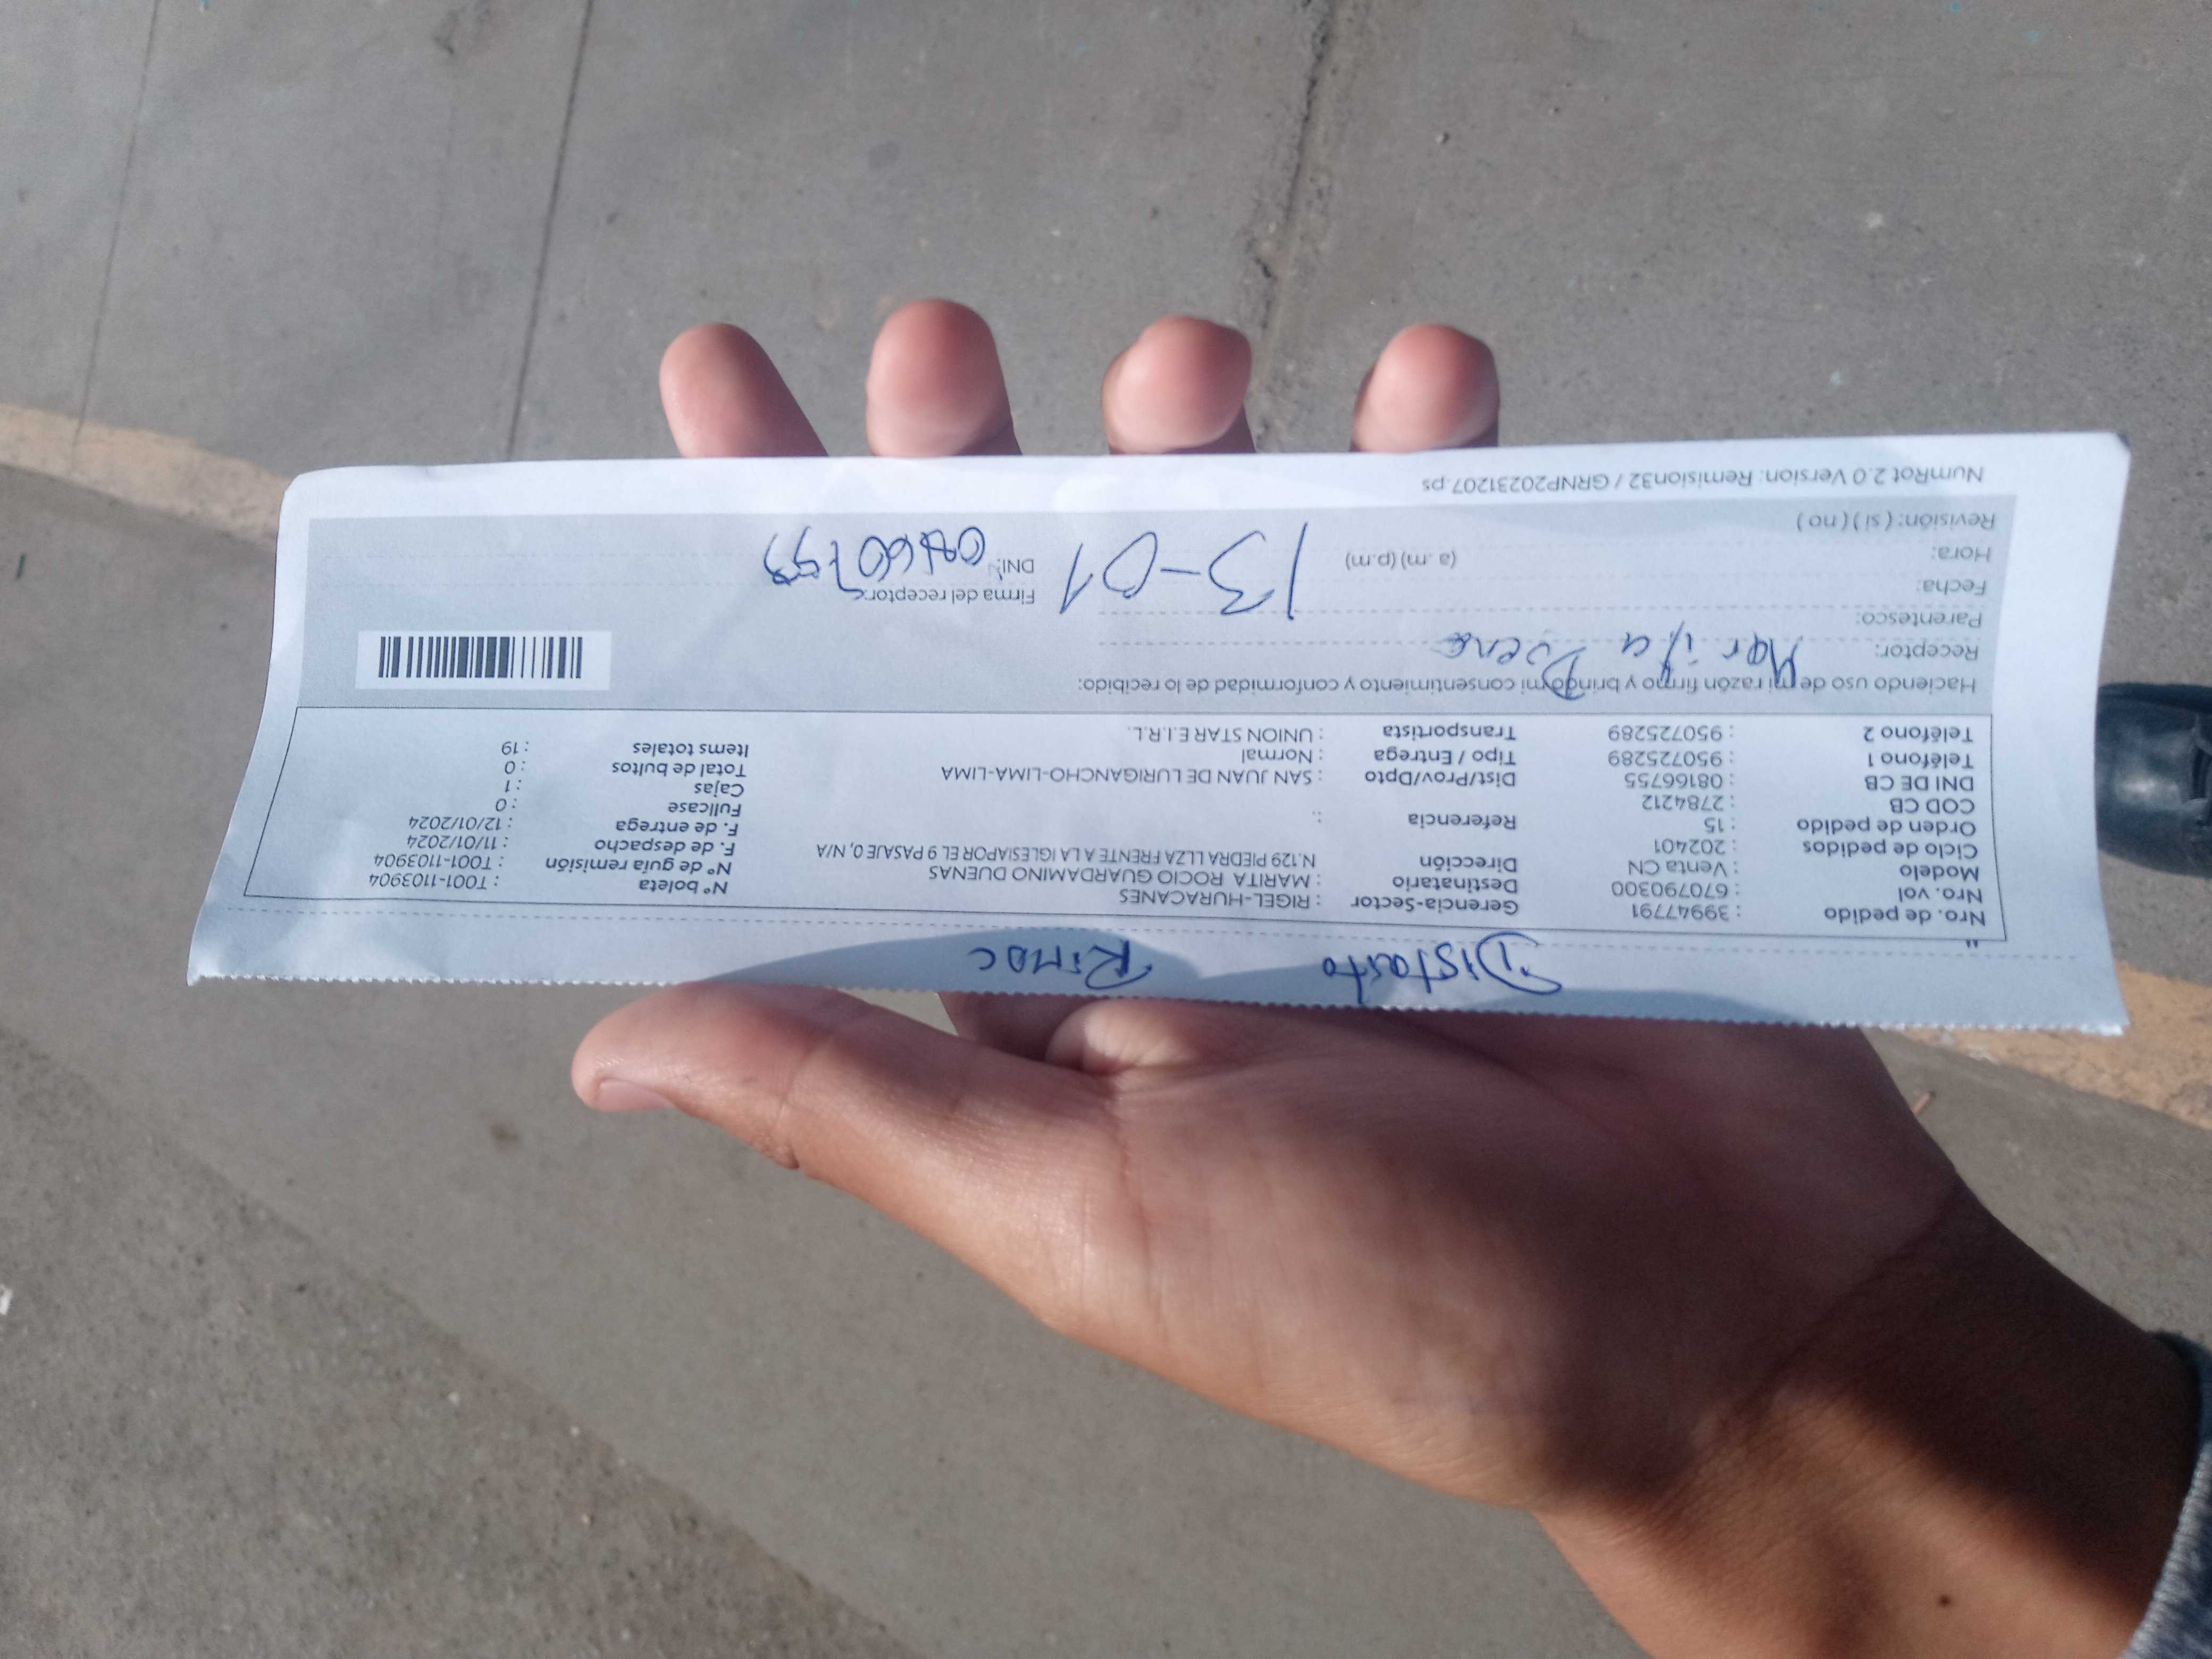 Distrito Rimac
Nro. de pedido : 39947791 Gerencia-Sector : RIGEL-HURACANES Nº boleta : T001-1103904
Nro. vol : 670790300 Destinatario : MARITA ROCIO GUARDAMINO DUENAS Nº de guía remisión : T001-1103904
Modelo : Venta CN Dirección N.129 PIEDRA LLZA FRENTE A LA IGLESIAPOR EL 9 PASAJE 0, N/A F. de despacho : 11/01/2024
Ciclo de pedidos : 202401 F. de entrega : 12/01/2024
Orden de pedido : 15 Referencia : Fullcase : 0
COD CB : 2784212 Cajas : 1
DNI DE CB : 08166755 Dist/Prov/Dpto : SAN JUAN DE LURIGANCHO-LIMA-LIMA Total de bultos : 0
Teléfono 1 : 950725289 Tipo / Entrega : Normal Items totales : 19
Teléfono 2 : 950725289 Transportista : UNION STAR E.I.R.L.
Haciendo uso de mi razón firmo y brindo mi consentimiento y conformidad de lo recibido:
Receptor: Marita
Parentesco:
Fecha: 13-01 Firma del receptor:
Hora: (a.m) (p.m) DNI:
Revisión: ( si ) ( no )
NumRot 2.0 Version: Remision32 / GRNP20231207.ps